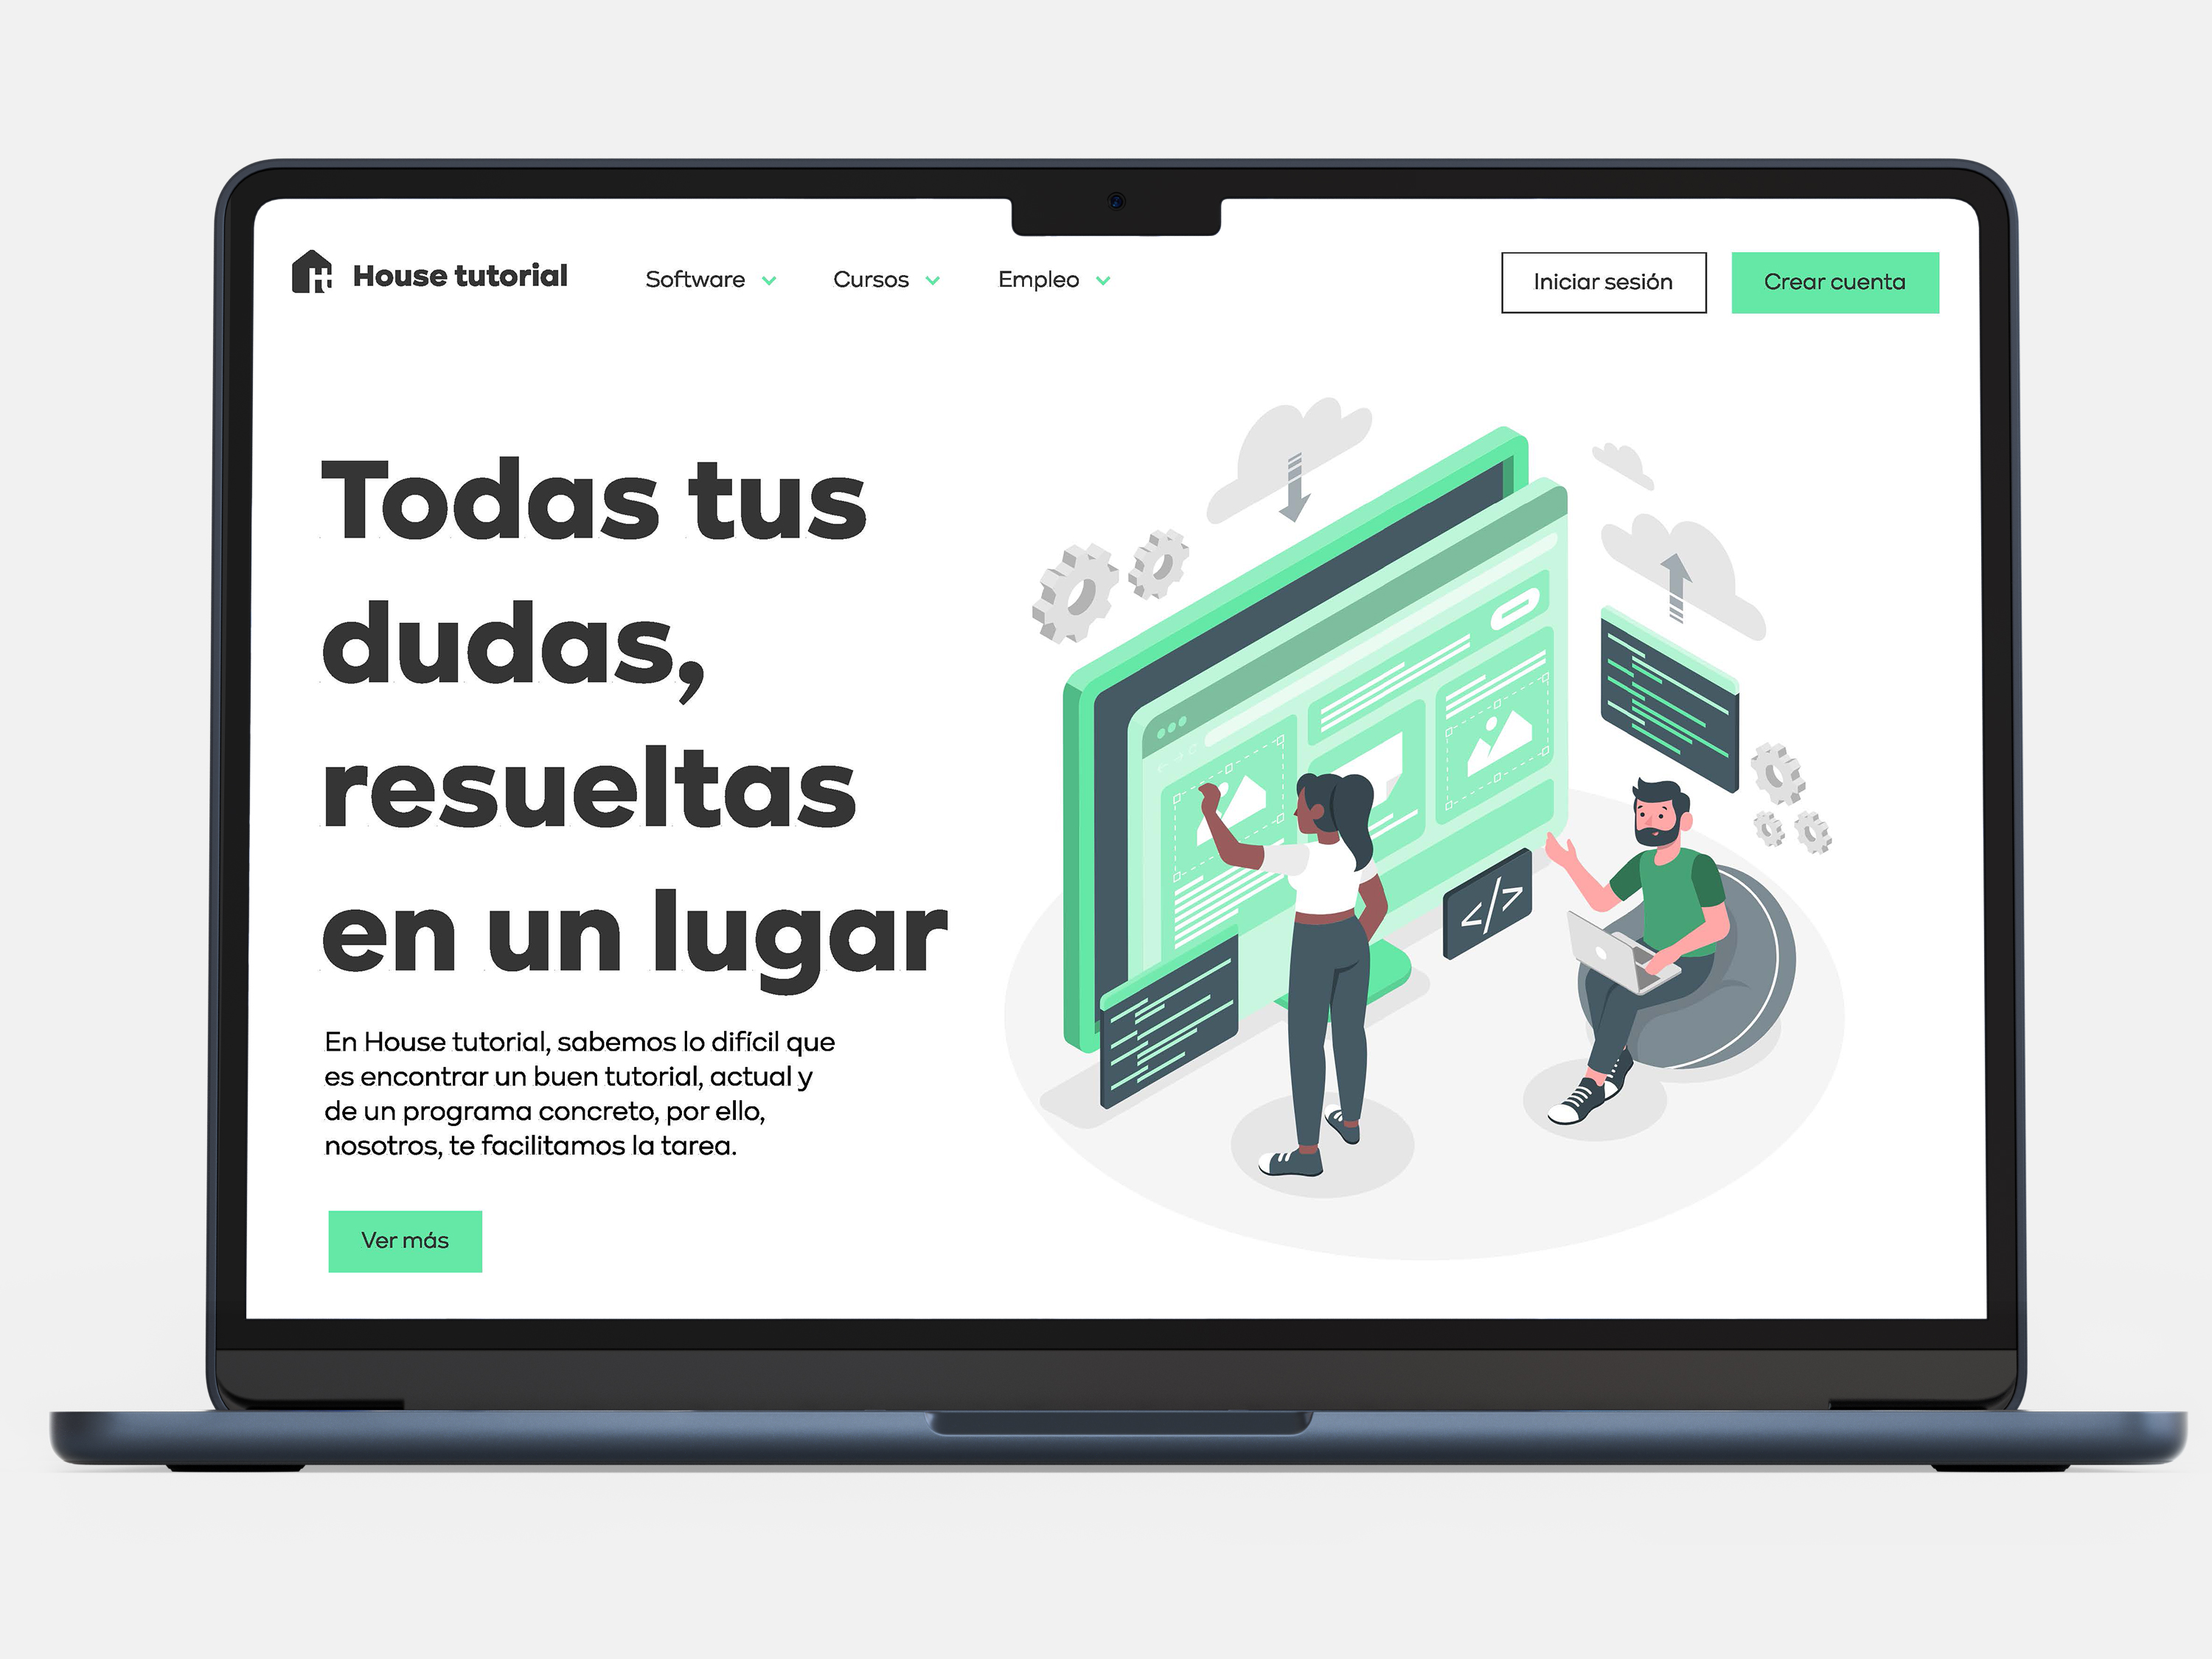 House tutorial
Software
Cursos
Empleo
Iniciar sesión
Crear cuenta
Todas tus
dudas,
resueltas
en un lugar
</>
En House tutorial, sabemos lo difícil que
es encontrar un buen tutorial, actual y
de un programa concreto, por ello,
nosotros, te facilitamos la tarea.
Ver más